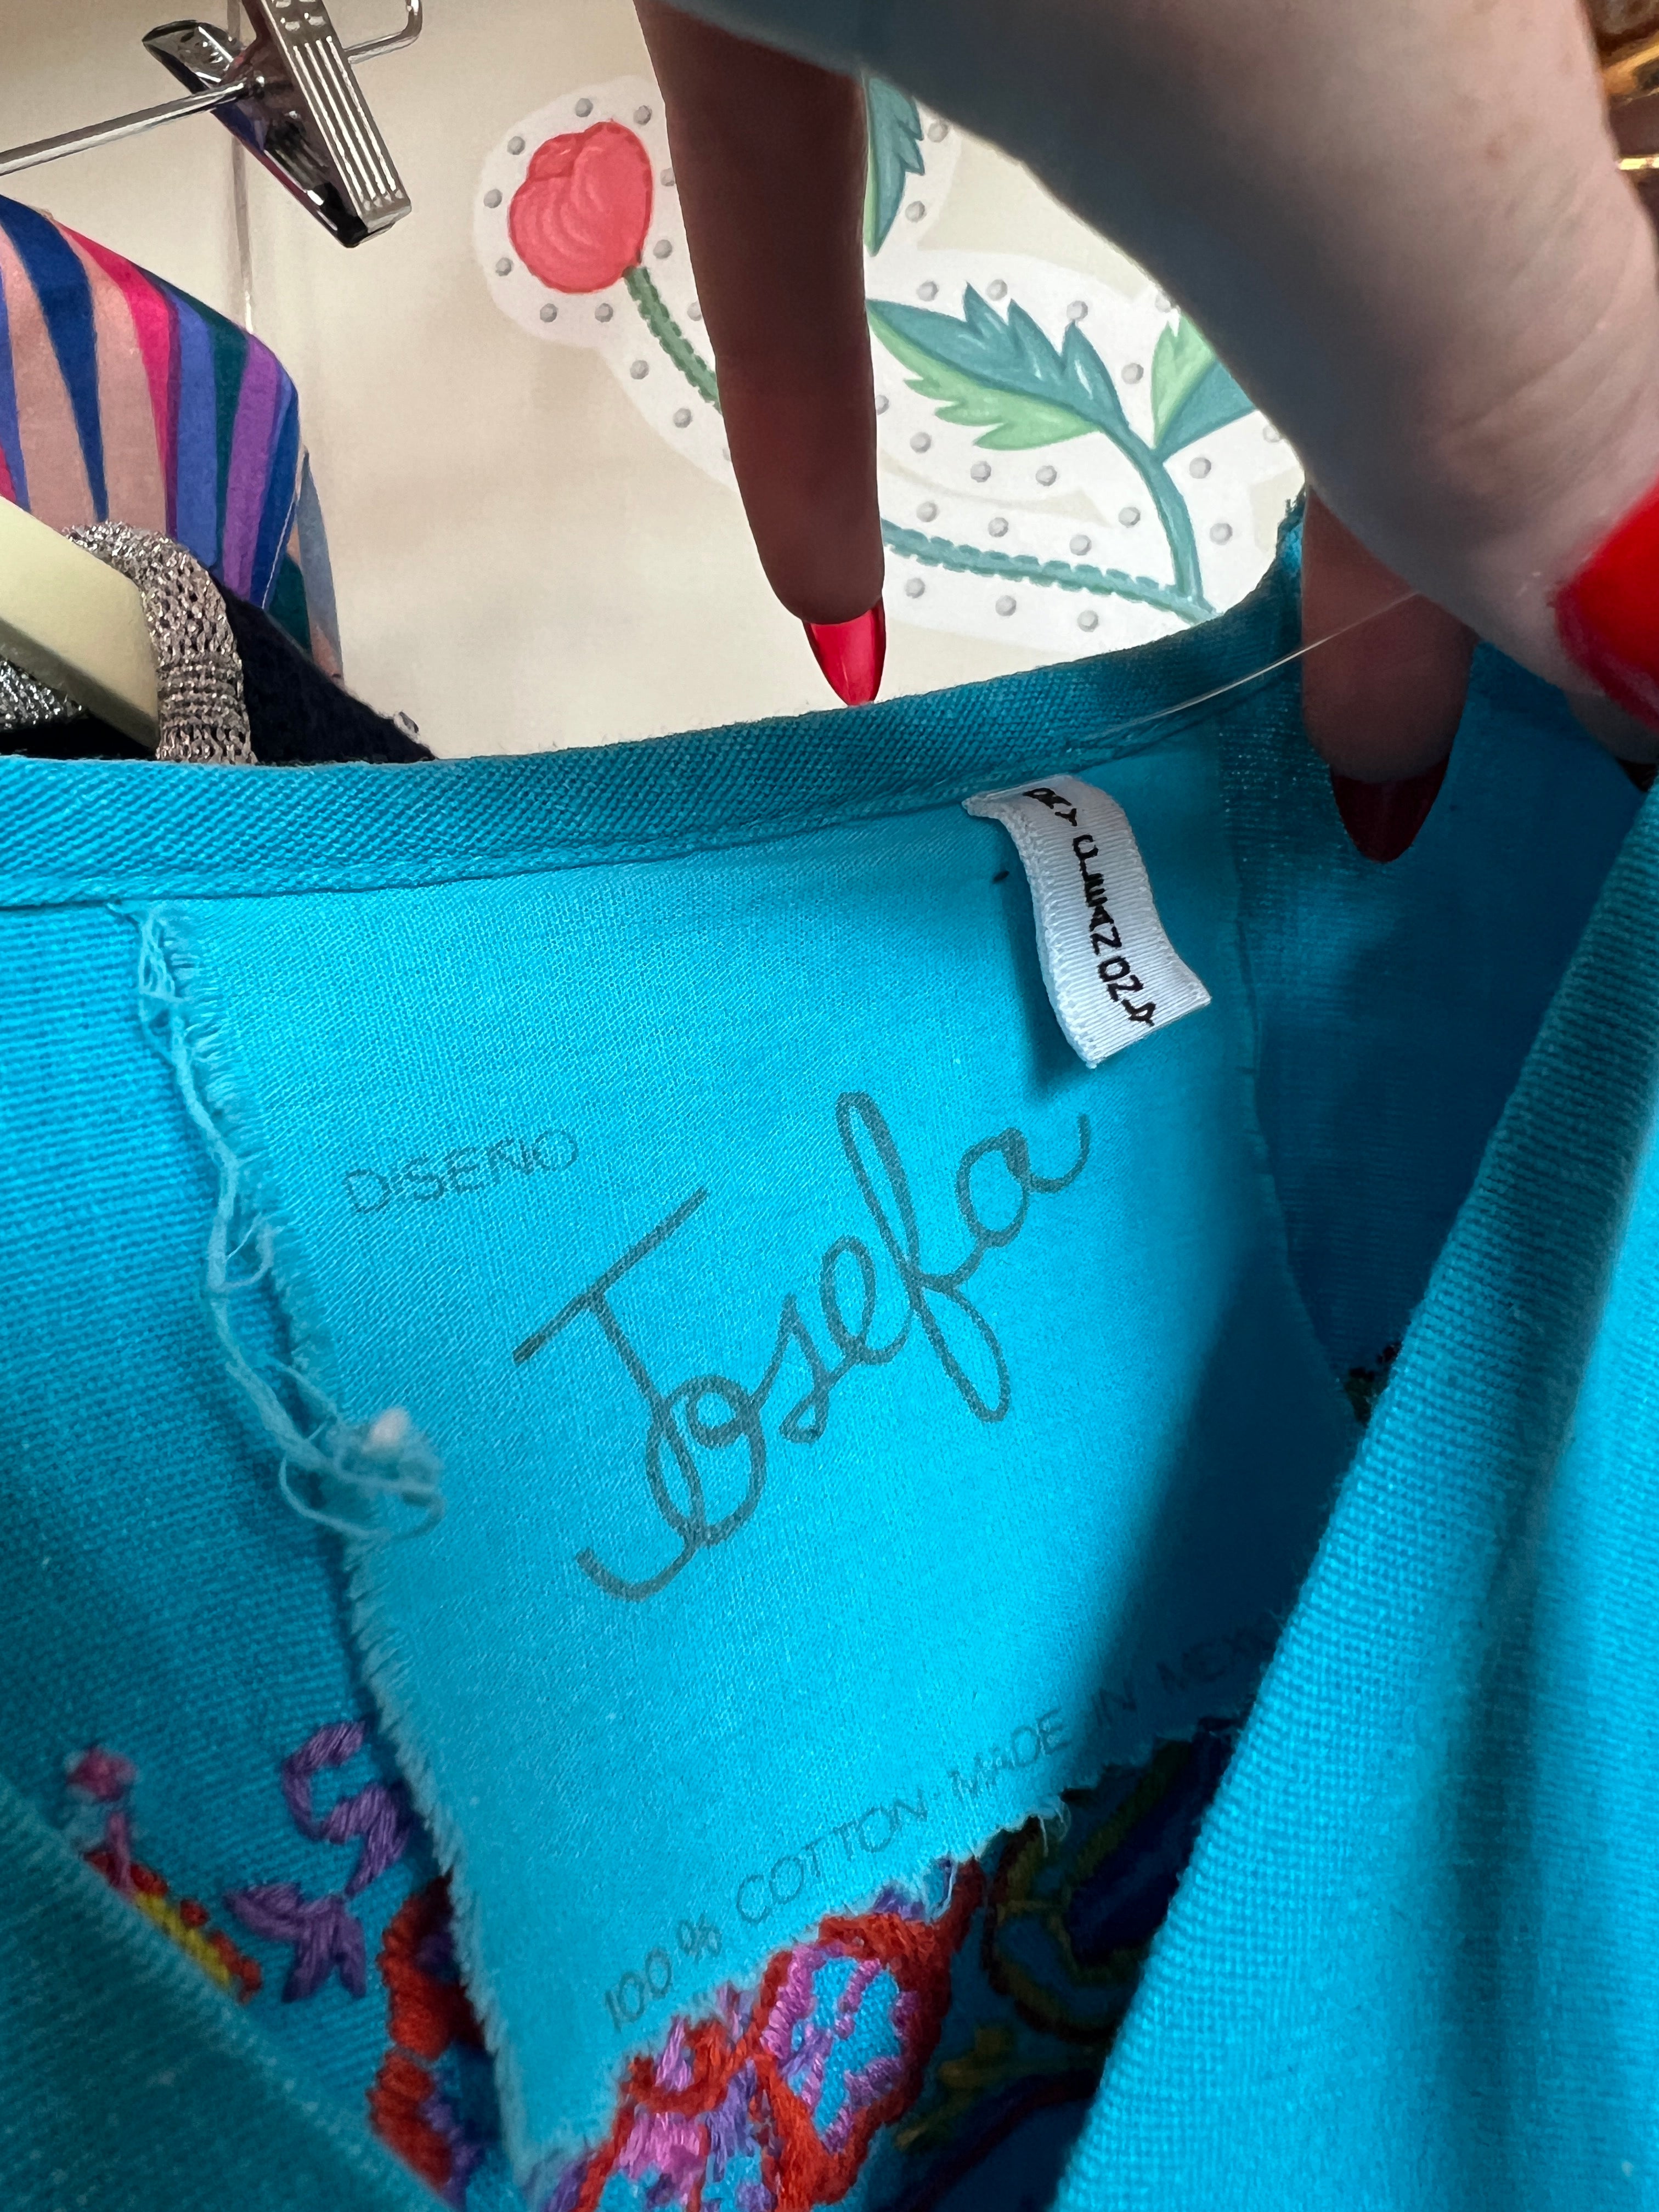 DRY CLEAN ONLY
DISEÑO
Josefa
100% COTTON · MADE IN